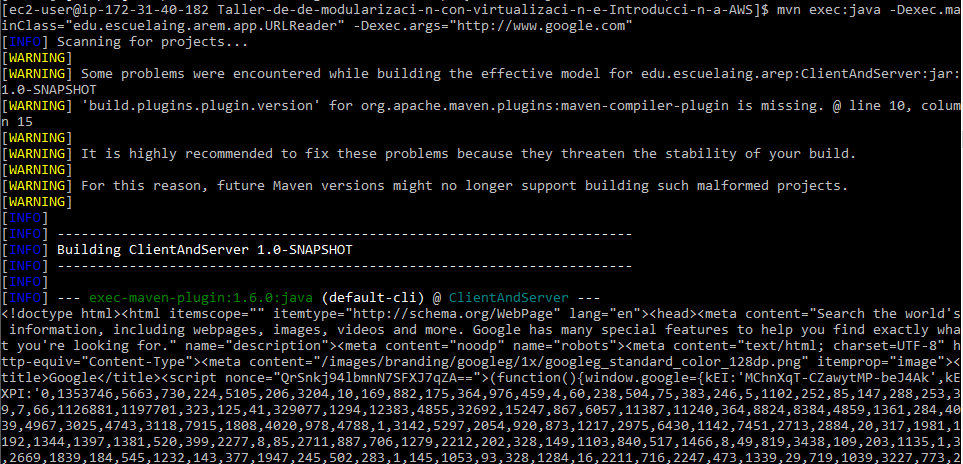 [ec2-user@ip-172-31-40-182 Taller-de-de-modularizaci-n-con-virtualizaci-n-e-Introducci-n-a-AWS]$ mvn exec:java -Dexec.ma
inClass="edu.escuelaing.arem.app.URLReader" -Dexec.args="http://www.google.com"
[INFO] Scanning for projects...
[WARNING]
[WARNING] Some problems were encountered while building the effective model for edu.escuelaing.arep:ClientAndServer:jar:
1.0-SNAPSHOT
[WARNING] 'build.plugins.plugin.version' for org.apache.maven.plugins:maven-compiler-plugin is missing. @ line 10, colum
n 15
[WARNING]
[WARNING] It is highly recommended to fix these problems because they threaten the stability of your build.
[WARNING]
[WARNING] For this reason, future Maven versions might no longer support building such malformed projects.
[WARNING]
[INFO]
[INFO] ------------------------------------------------------------------------
[INFO] Building ClientAndServer 1.0-SNAPSHOT
[INFO] ------------------------------------------------------------------------
[INFO]
[INFO] --- exec-maven-plugin:1.6.0:java (default-cli) @ ClientAndServer ---
<!doctype html><html itemscope="" itemtype="http://schema.org/WebPage" lang="en"><head><meta content="Search the world's
 information, including webpages, images, videos and more. Google has many special features to help you find exactly wha
t you're looking for." name="description"><meta content="noodp" name="robots"><meta content="text/html; charset=UTF-8" h
ttp-equiv="Content-Type"><meta content="/images/branding/googleg/1x/googleg_standard_color_128dp.png" itemprop="image"><
title>Google</title><script nonce="QrSnkj94lbmnN7SFXJ7qZA==">(function(){window.google={kEI:'MChnXqT-CZawytMP-beJ4Ak',kE
XPI:'0,1353746,5663,730,224,5105,206,3204,10,169,882,175,364,976,459,4,60,238,504,75,383,246,5,1102,252,85,147,288,253,3
9,7,66,1126881,1197701,323,125,41,329077,1294,12383,4855,32692,15247,867,6057,11387,11240,364,8824,8384,4859,1361,284,40
39,4967,3025,4743,3118,7915,1808,4020,978,4788,1,3142,5297,2054,920,873,1217,2975,6430,1142,7451,2713,2884,20,317,1981,1
192,1344,1397,1381,520,399,2277,8,85,2711,887,706,1279,2212,202,328,149,1103,840,517,1466,8,49,819,3438,109,203,1135,1,3
,2669,1839,184,545,1232,143,377,1947,245,502,283,1,145,1053,93,328,1284,16,2211,716,2247,473,1339,29,719,1039,3227,773,2